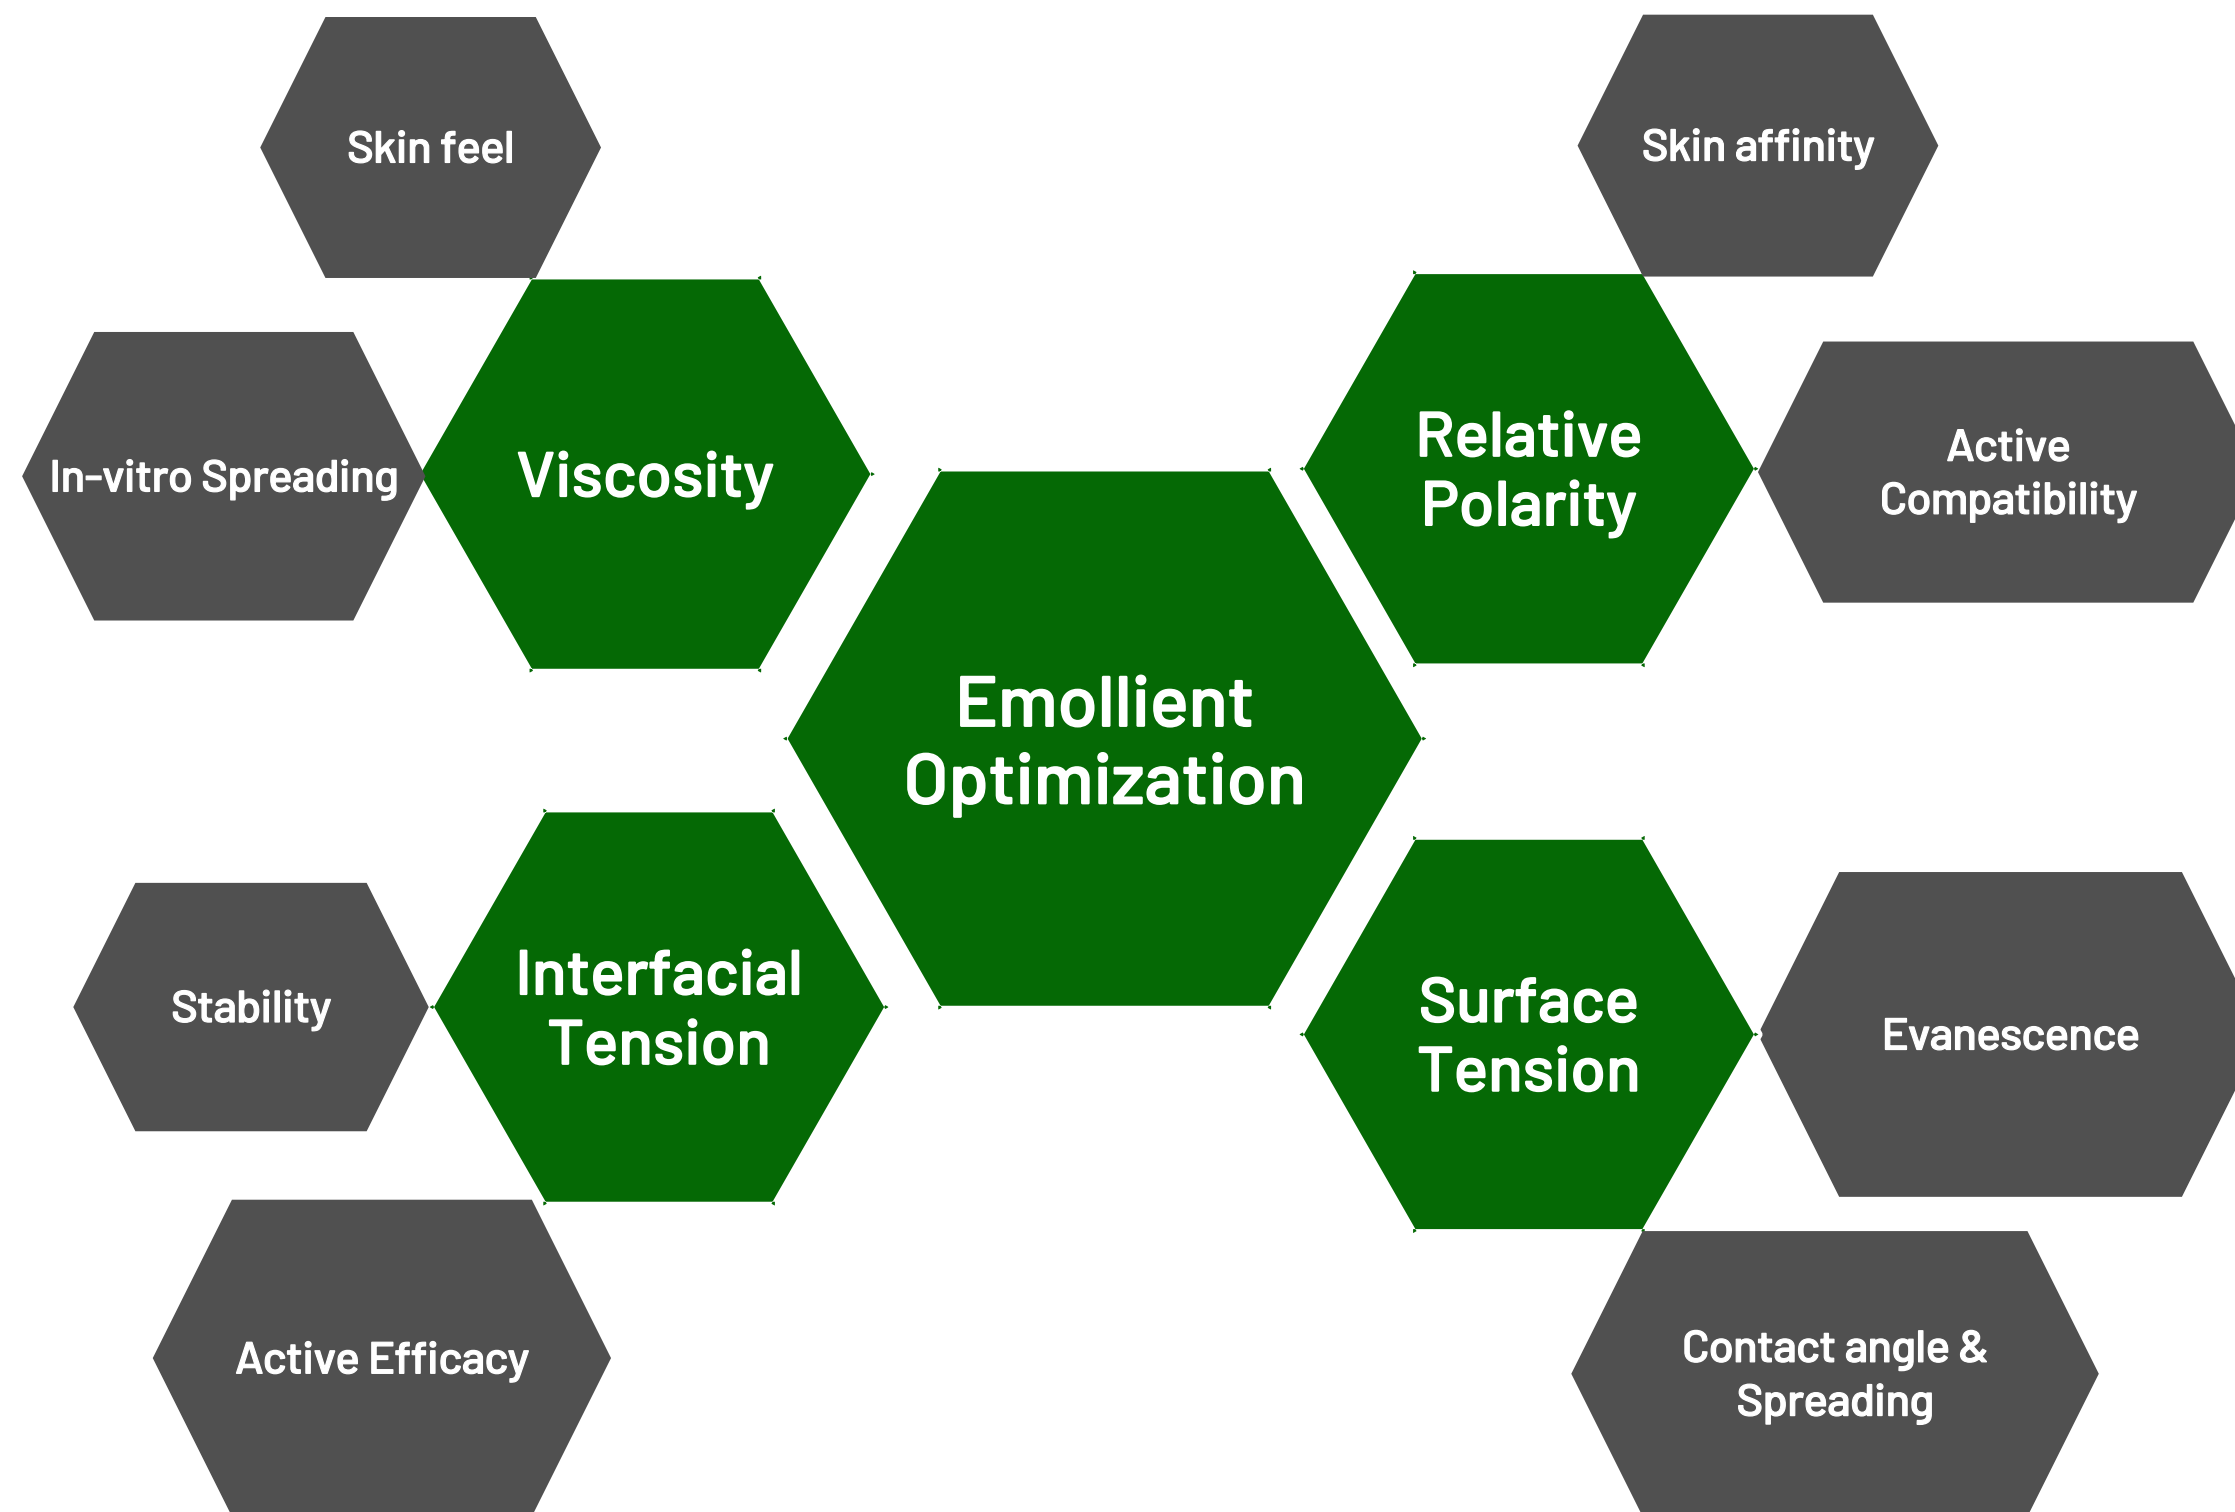 Skin feel
Skin affinity
In-vitro Spreading
Viscosity
Relative
Polarity
Active
Compatibility
Emollient
Optimization
Stability
Interfacial
Tension
Surface
Tension
Evanescence
Active Efficacy
Contact angle &
Spreading